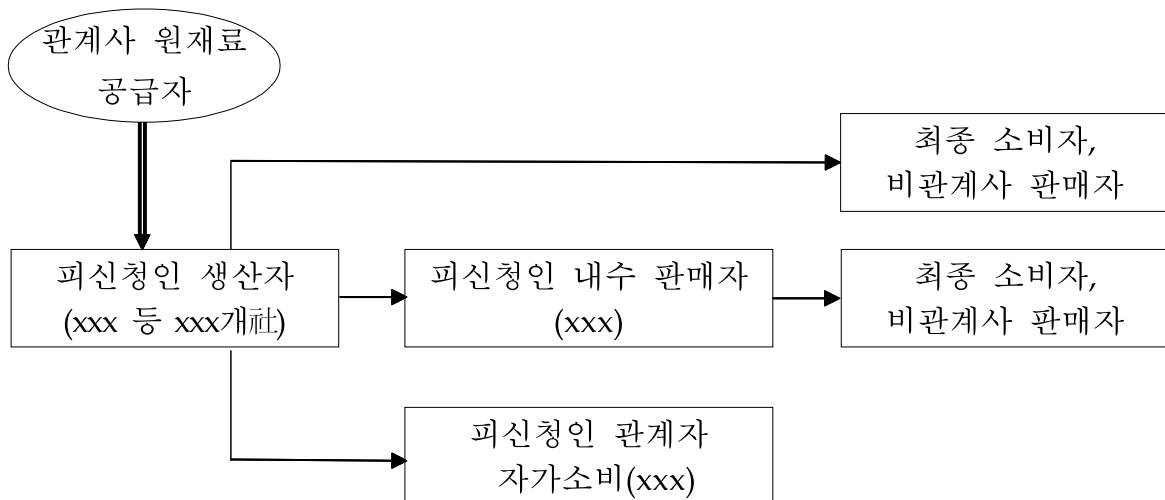 관계사 원재료
공급자
최종 소비자,
비관계사 판매자
피신청인 생산자
(xxx 등 xxx개社)
피신청인 내수 판매자
(xxx)
최종 소비자,
비관계사 판매자
피신청인 관계자
자가소비(xxx)